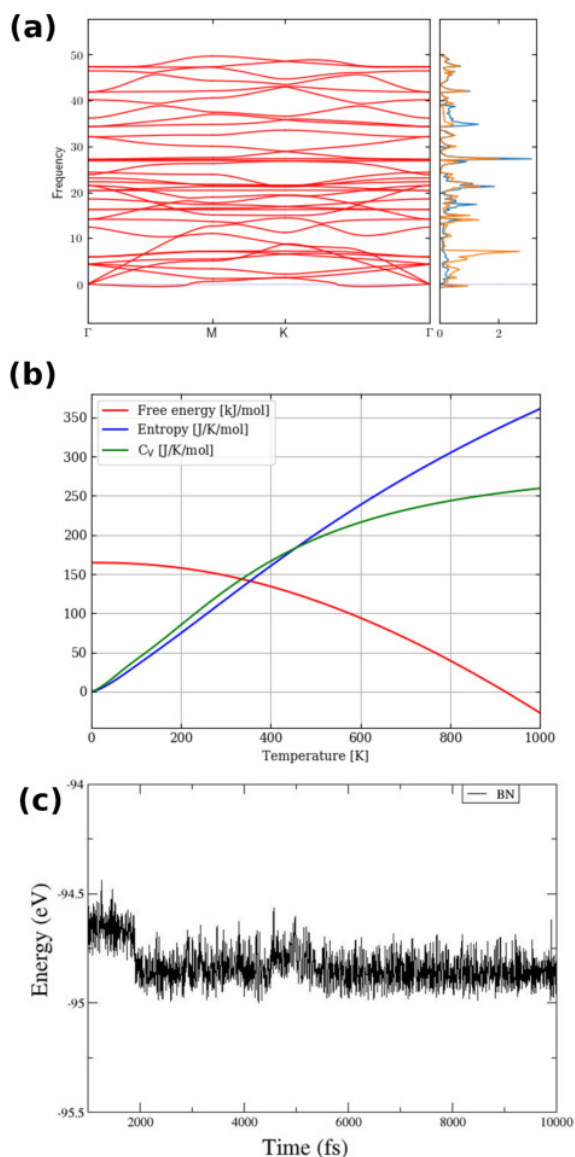 (a)
50
40
30
20
10
0
Frequency
Γ M K Γ 0 2
(b)
350
300
250
200
150
100
50
0
Free energy [kJ/mol]
Entropy [J/K/mol]
C_V [J/K/mol]
0 200 400 600 800 1000
Temperature [K]
(c)
-94
-94.5
-95
-95.5
Energy (eV)
BN
2000 4000 6000 8000 10000
Time (fs)